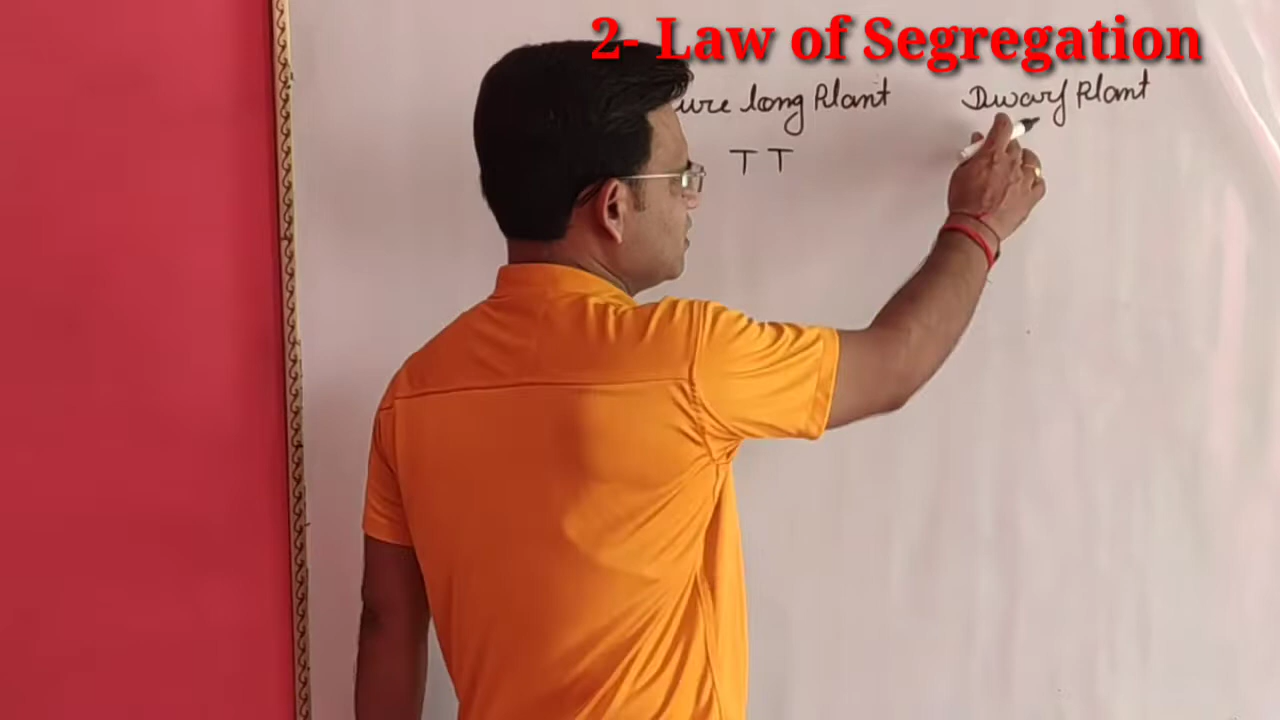 2- Law of Segregation
long Plant Dwarf Plant
T T